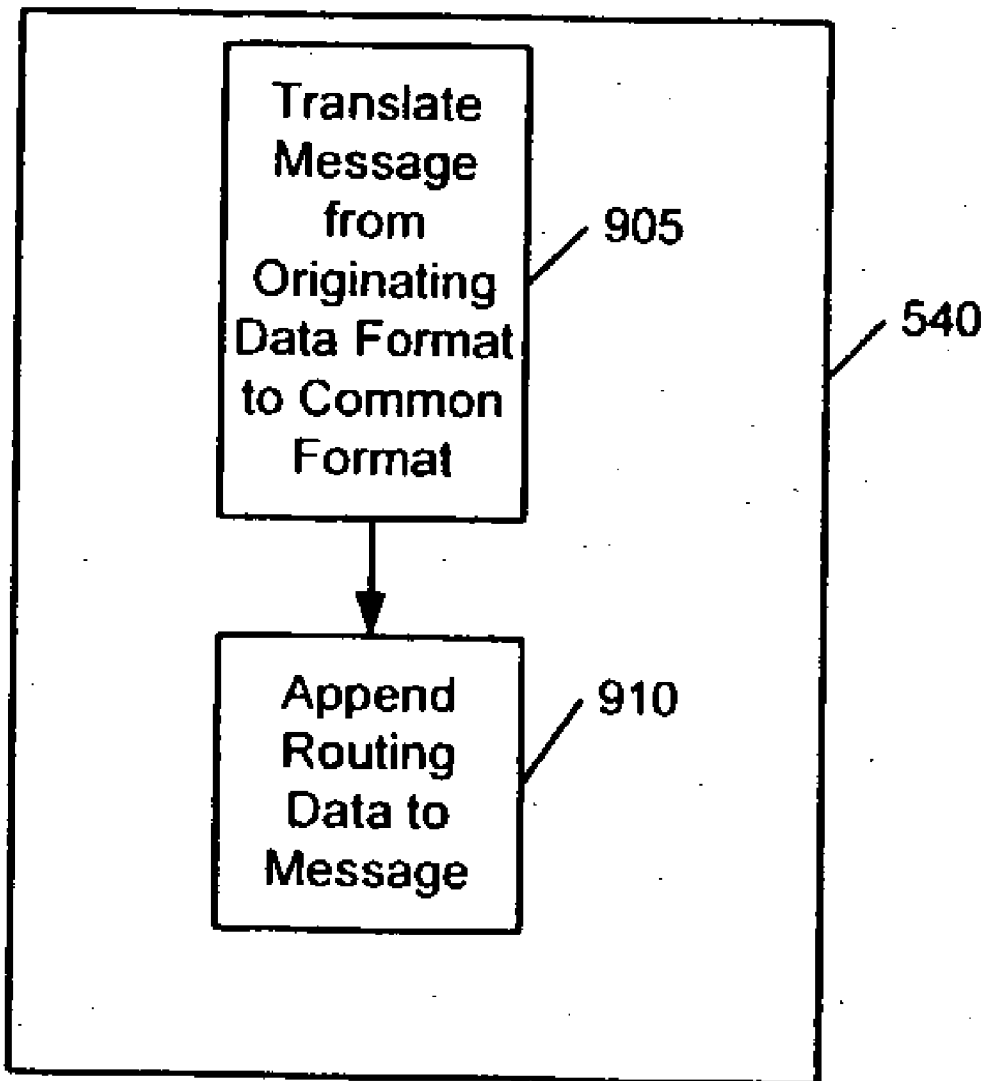 Translate
Message
from
Originating
Data Format
to Common
Format
905
540
Append
Routing
Data to
Message
910